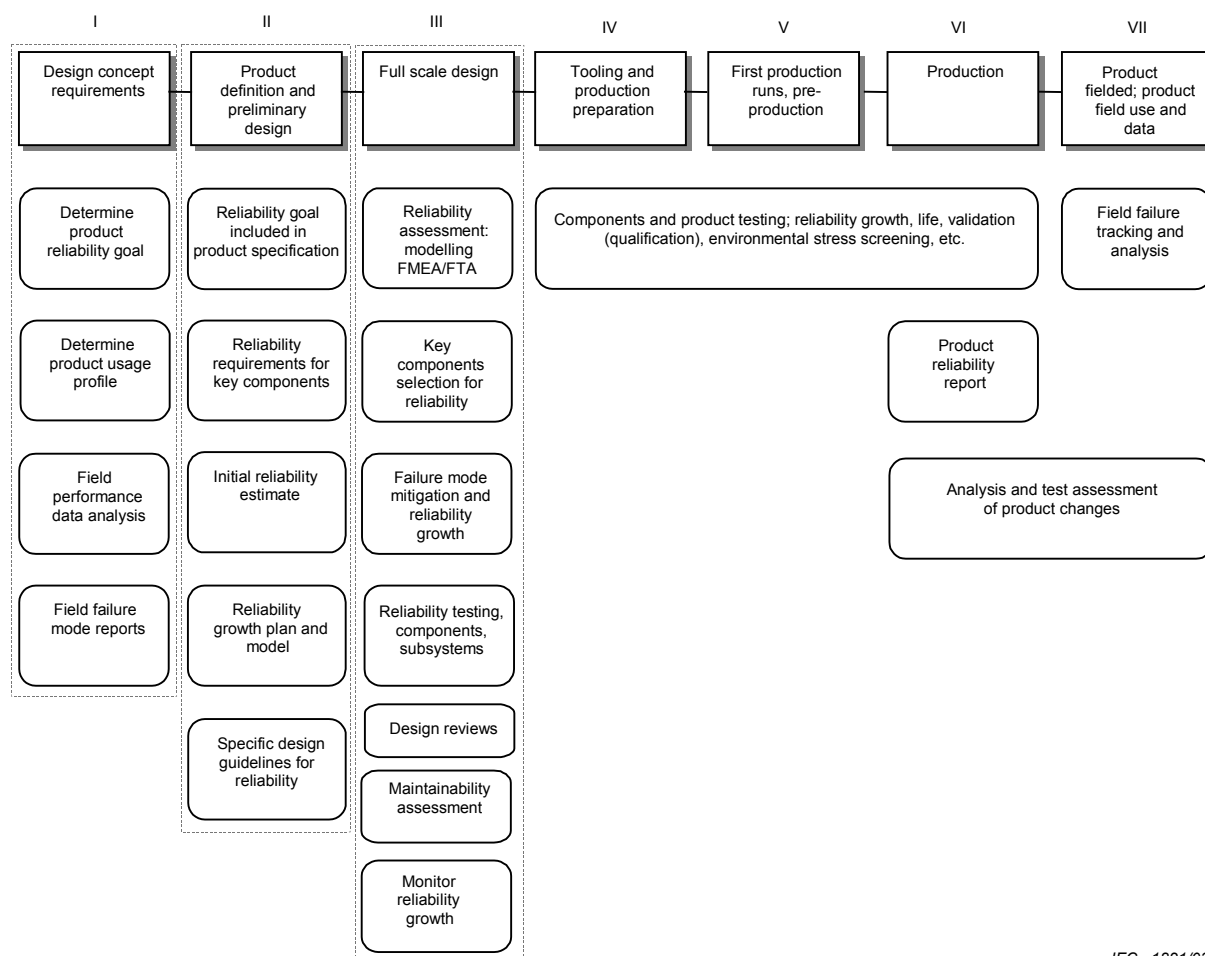 I
II
III
IV
V
VI
VII
Design concept
requirements
Product
definition and
preliminary
design
Full scale design
Tooling and
production
preparation
First production
runs, pre-
production
Production
Product
fielded; product
field use and
data
Determine
product
reliability goal
Reliability goal
included in
product specification
Reliability
assessment:
modelling
FMEA/FTA
Components and product testing; reliability growth, life, validation
(qualification), environmental stress screening, etc.
Field failure
tracking and
analysis
Determine
product usage
profile
Reliability
requirements for
key components
Key
components
selection for
reliability
Product
reliability
report
Field
performance
data analysis
Initial reliability
estimate
Failure mode
mitigation and
reliability
growth
Analysis and test assessment
of product changes
Field failure
mode reports
Reliability
growth plan and
model
Reliability testing,
components,
subsystems
Specific design
guidelines for
reliability
Design reviews
Maintainability
assessment
Monitor
reliability
growth
IEC